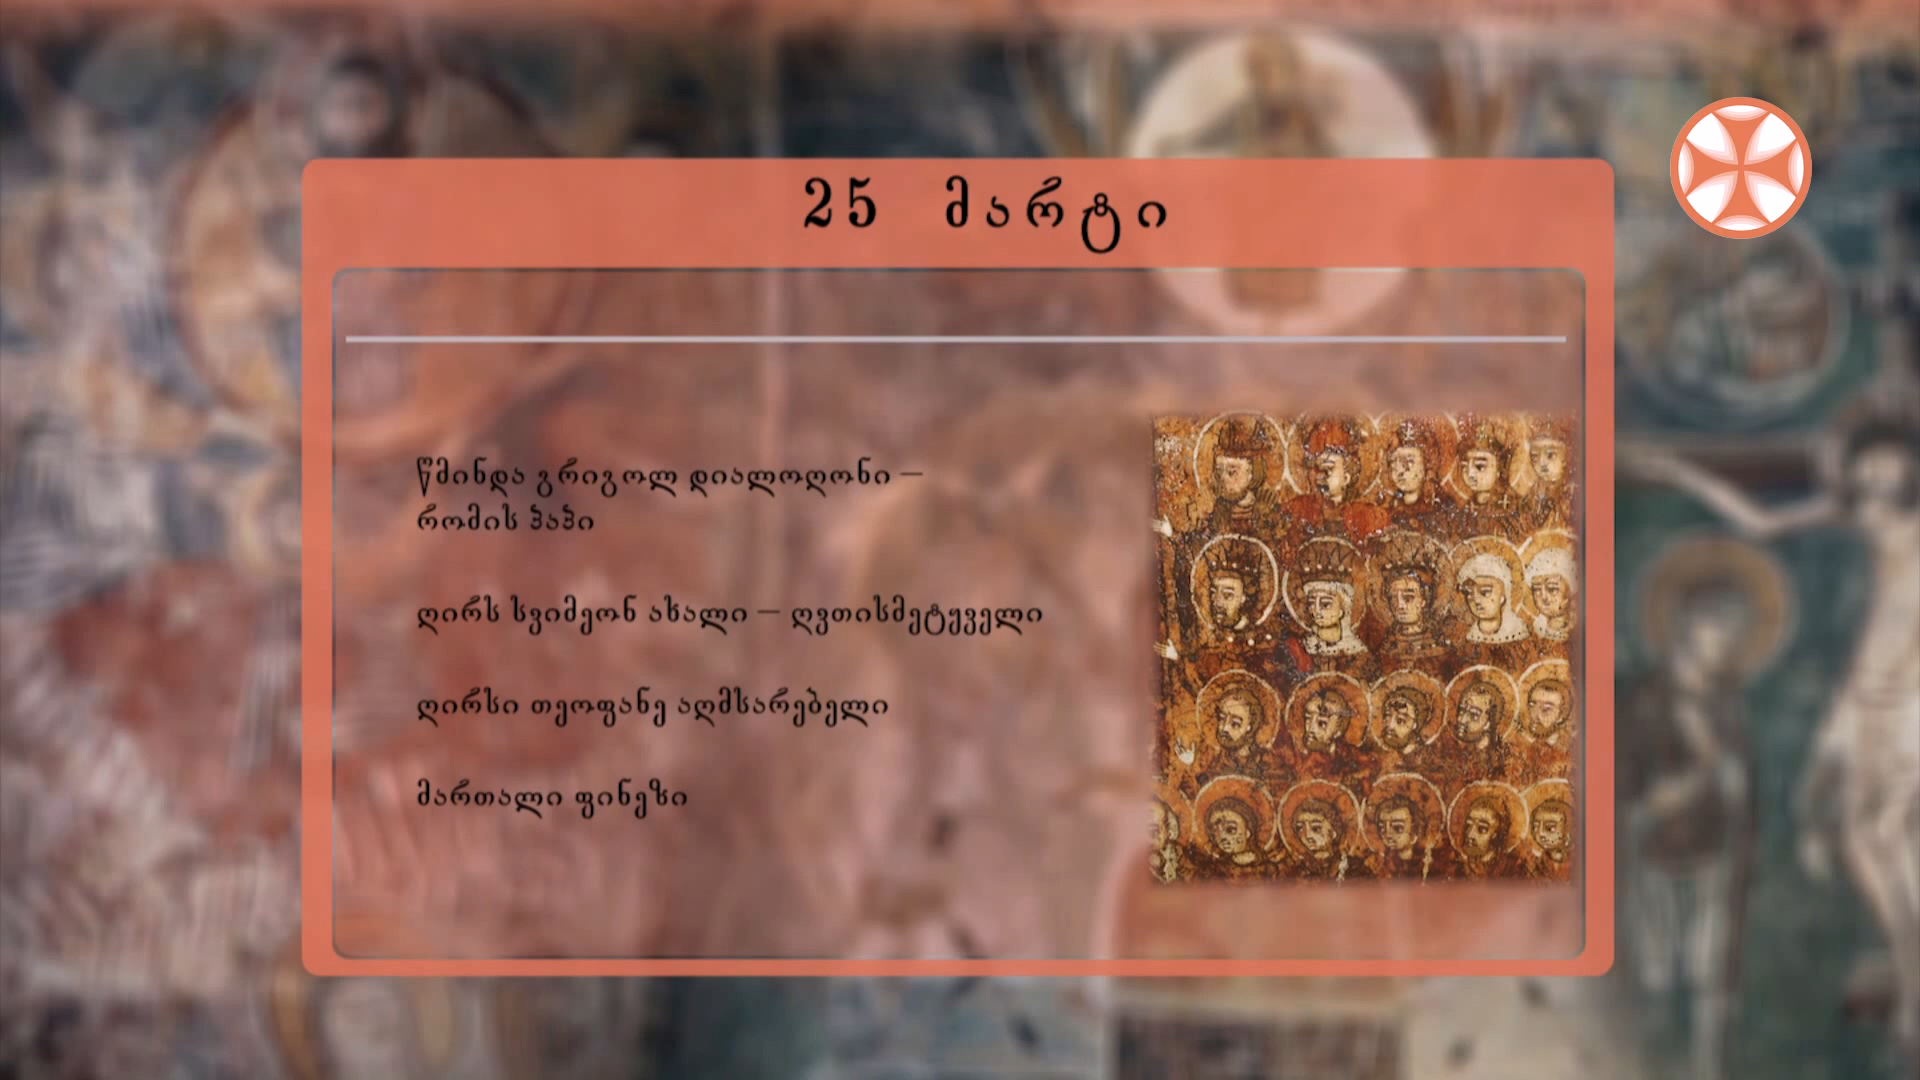 25 მარტი
წმინდა გრიგოლ დიალოღონი —
რომის პაპი
ღირს სვიმეონ ახალი — ღვთისმეტყველი
ღირსი თეოფანე აღმსარებელი
მართალი ფინეზი